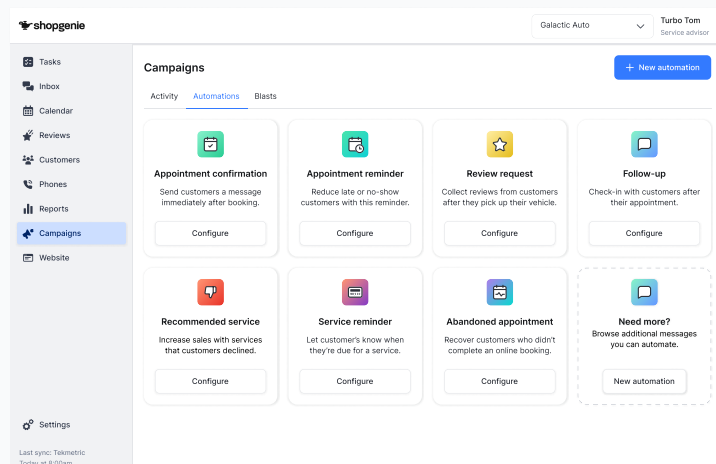 shopgenie
Galactic Auto
Turbo Tom
Service advisor
Tasks
Inbox
Calendar
Reviews
Customers
Phones
Reports
Campaigns
Website
Settings
Last sync: Tekmetric
Today at 8:00am
Campaigns
+ New automation
Activity
Automations
Blasts
Appointment confirmation
Send customers a message
immediately after booking.
Configure
Appointment reminder
Reduce late or no-show
customers with this reminder.
Configure
Review request
Collect reviews from customers
after they pick up their vehicle.
Configure
Follow-up
Check-in with customers after
their appointment.
Configure
Recommended service
Increase sales with services
that customers declined.
Configure
Service reminder
Let customer's know when
they're due for a service.
Configure
Abandoned appointment
Recover customers who didn't
complete an online booking.
Configure
Need more?
Browse additional messages
you can automate.
New automation